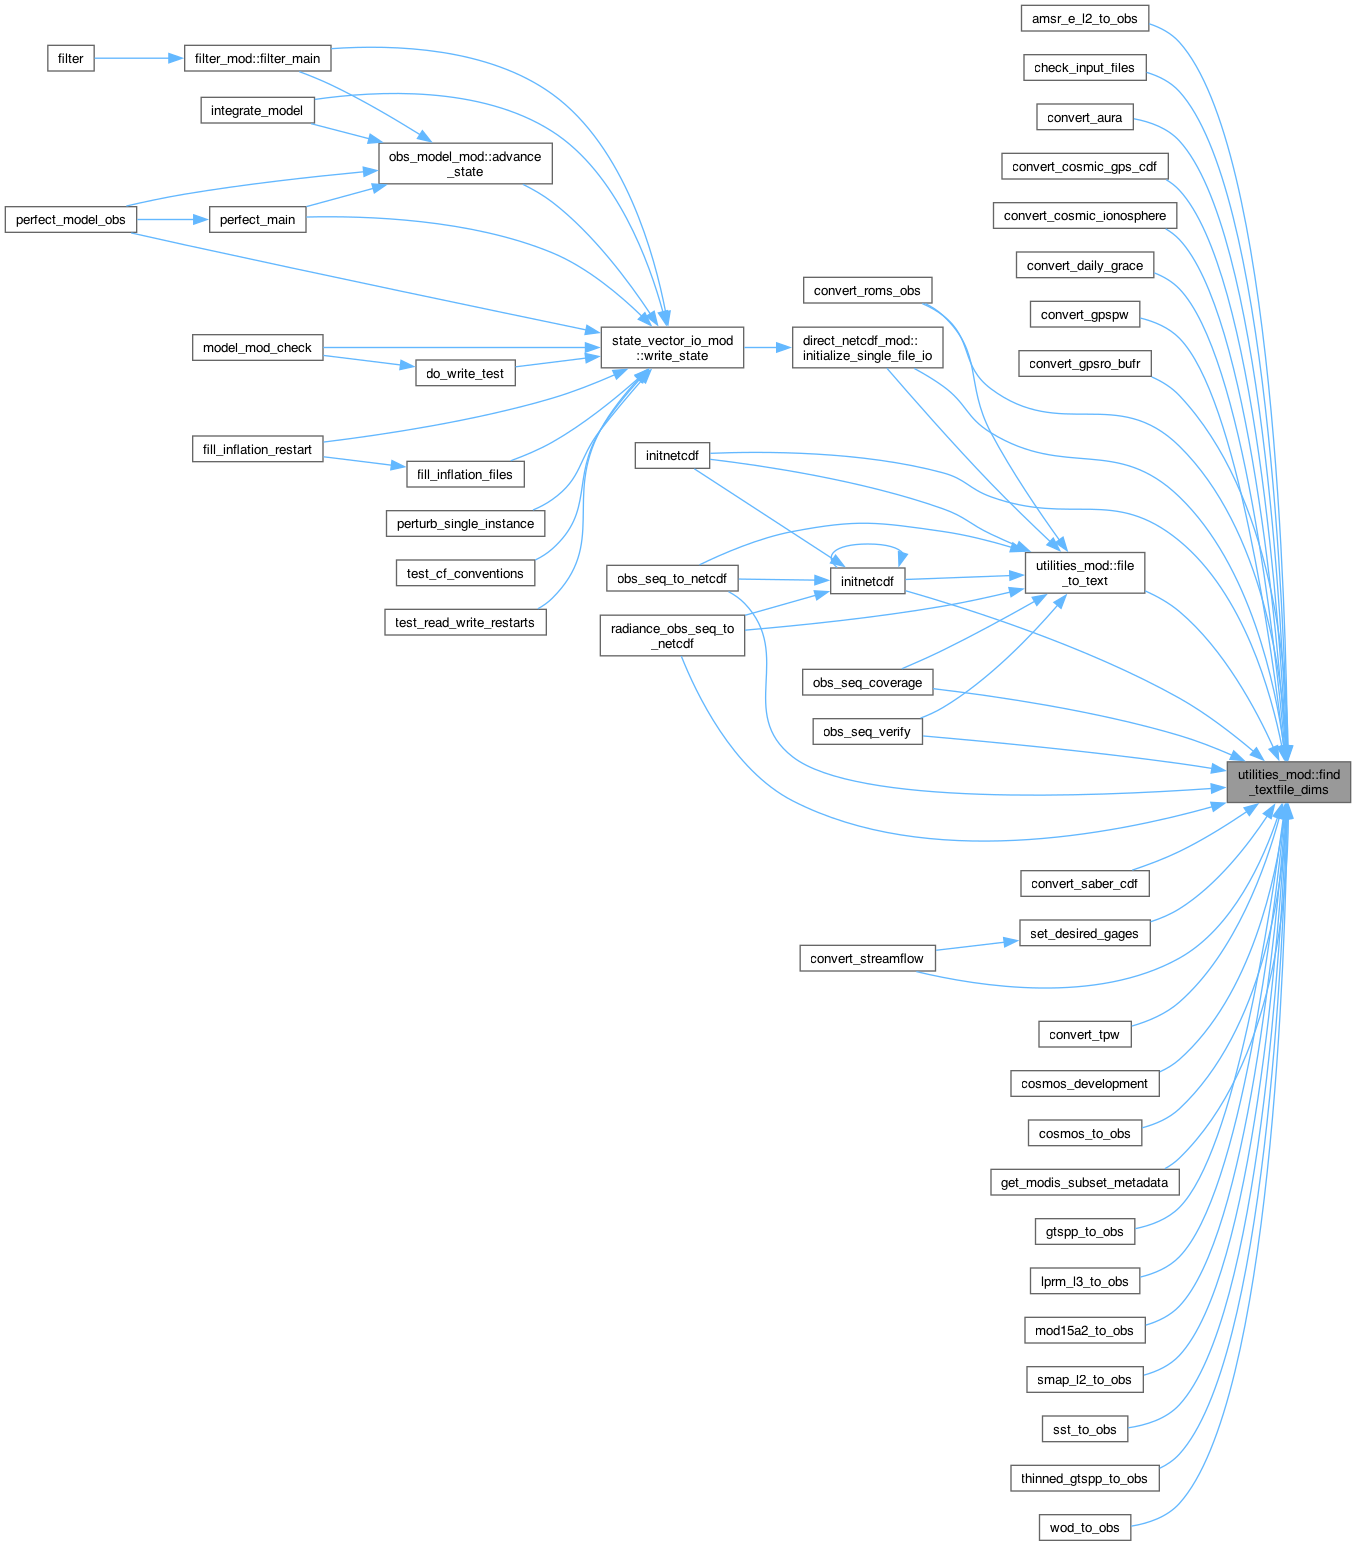 amsr_e_l2_to_obs
filter
filter_mod::filter_main
check_input_files
integrate_model
convert_aura
obs_model_mod::advance
_state
convert_cosmic_gps_cdf
perfect_model_obs
perfect_main
convert_cosmic_ionosphere
convert_daily_grace
convert_roms_obs
convert_gpspw
model_mod_check
state_vector_io_mod
::write_state
direct_netcdf_mod::
initialize_single_file_io
do_write_test
convert_gpsro_bufr
fill_inflation_restart
fill_inflation_files
initnetcdf
perturb_single_instance
test_cf_conventions
obs_seq_to_netcdf
initnetcdf
utilities_mod::file
_to_text
test_read_write_restarts
radiance_obs_seq_to
_netcdf
obs_seq_coverage
obs_seq_verify
utilities_mod::find
_textfile_dims
convert_saber_cdf
set_desired_gages
convert_streamflow
convert_tpw
cosmos_development
cosmos_to_obs
get_modis_subset_metadata
gtspp_to_obs
lprm_l3_to_obs
mod15a2_to_obs
smap_l2_to_obs
sst_to_obs
thinned_gtspp_to_obs
wod_to_obs